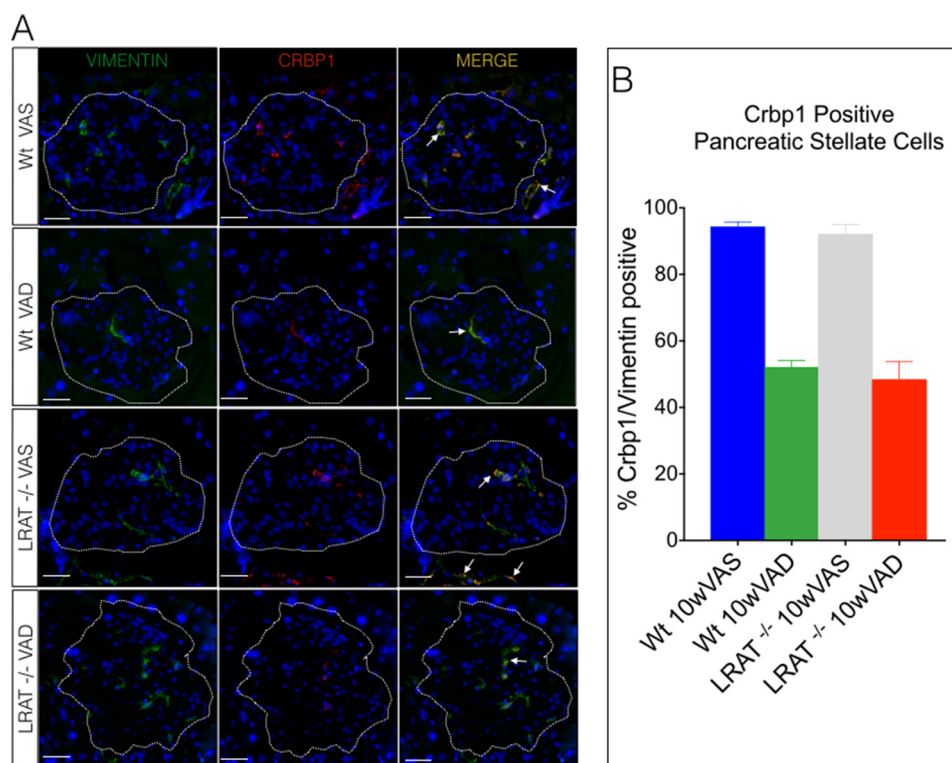 A
VIMENTIN
CRBP1
MERGE
Wt VAS
Wt VAD
LRAT -/- VAS
LRAT -/- VAD
B
Crbp1 Positive
Pancreatic Stellate Cells
% Crbp1/Vimentin positive
100
80
60
40
20
0
Wt 10wVAS
Wt 10wVAD
LRAT -/- 10wVAS
LRAT -/- 10wVAD